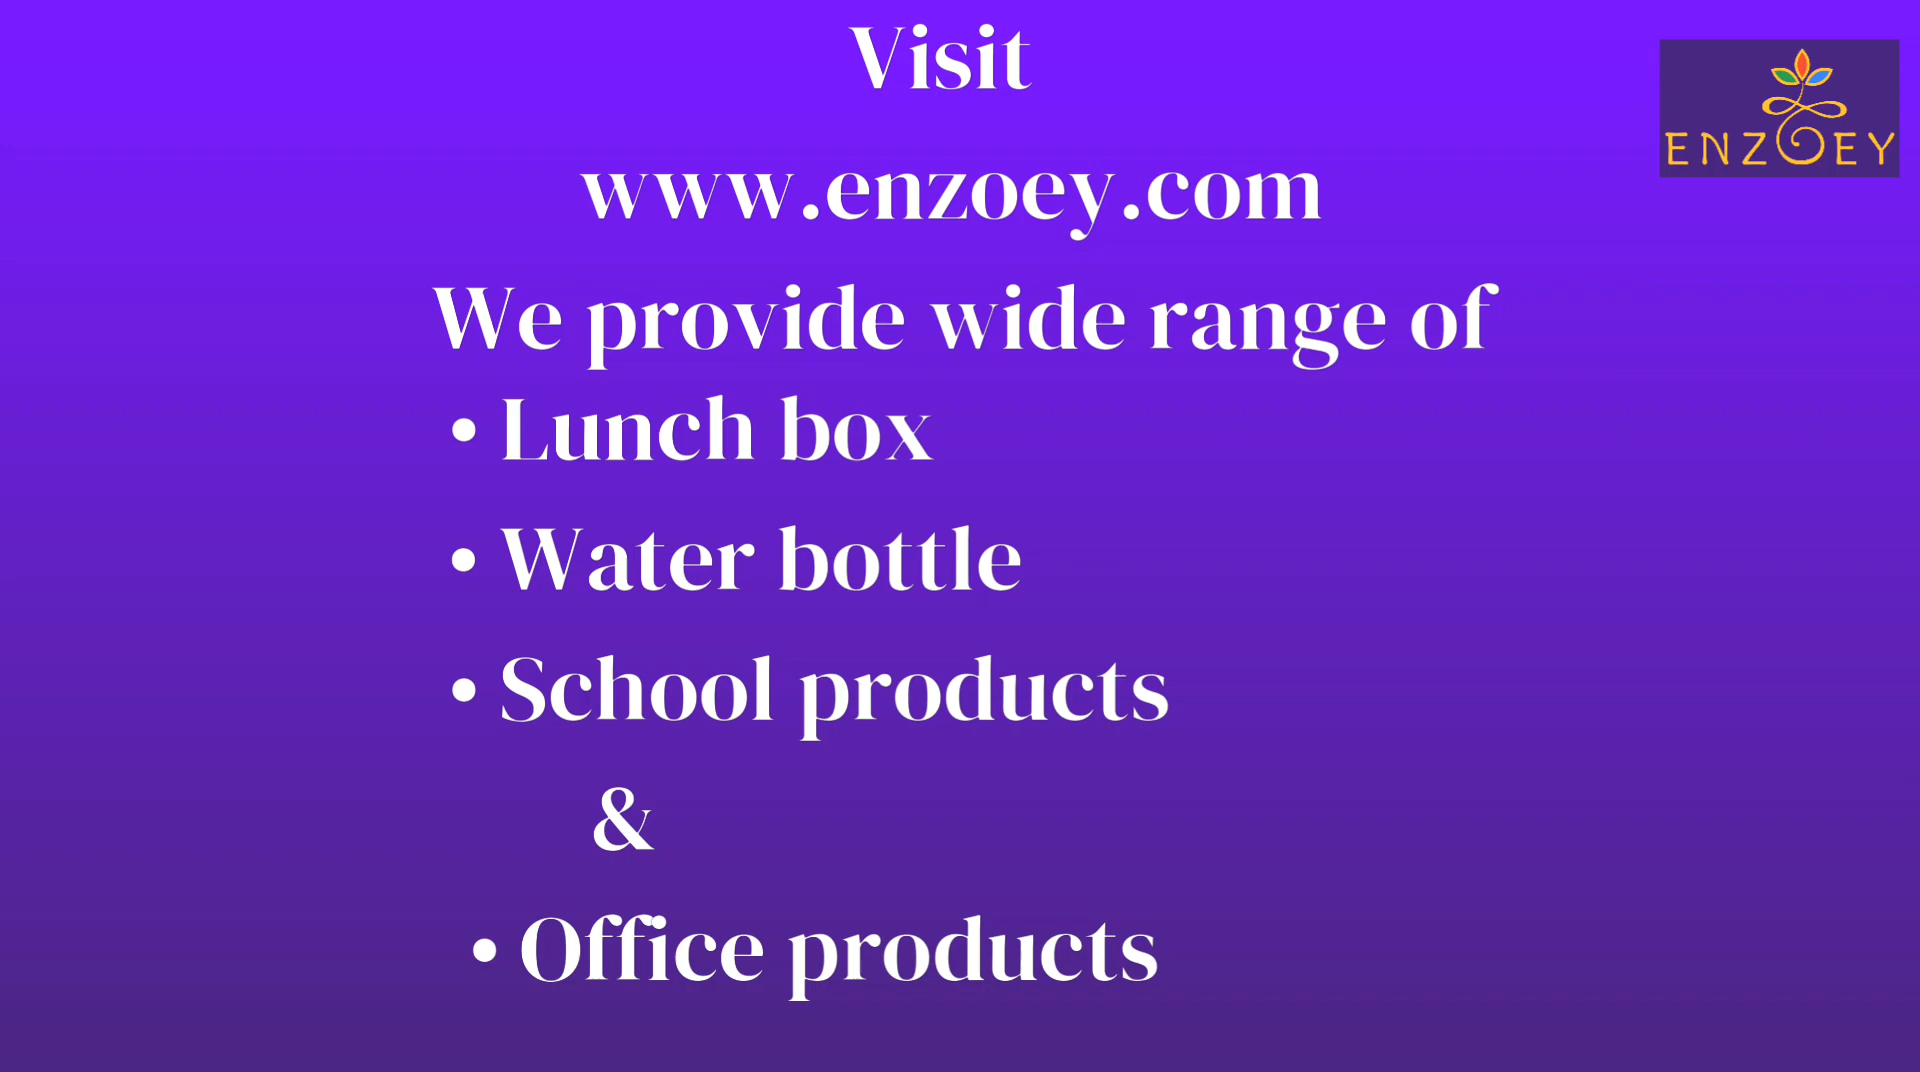 Visit
ENZOEY
www.enzoey.com
We provide wide range of
• Lunch box
• Water bottle
• School products
&
• Office products